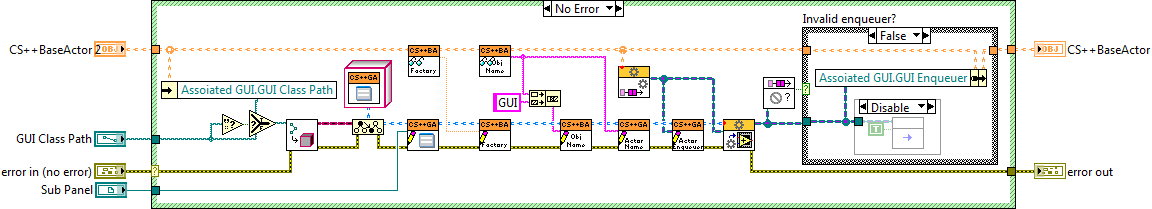 No Error
Invalid enqueuer?
False
CS++BaseActor
2 OBJ
CS++BA
Factory
CS++BA
Obj Name
OBJ
CS++BaseActor
Assoiated GUI.GUI Class Path
CS++GA
Assoiated GUI.GUI Enqueuer
GUI
?
?
Disable
T
GUI Class Path
CS++GA
CS++BA
Factory
CS++BA
Obj Name
CS++GA
Actor Name
CS++GA
Actor Enqueuer
error in (no error)
?
error out
Sub Panel